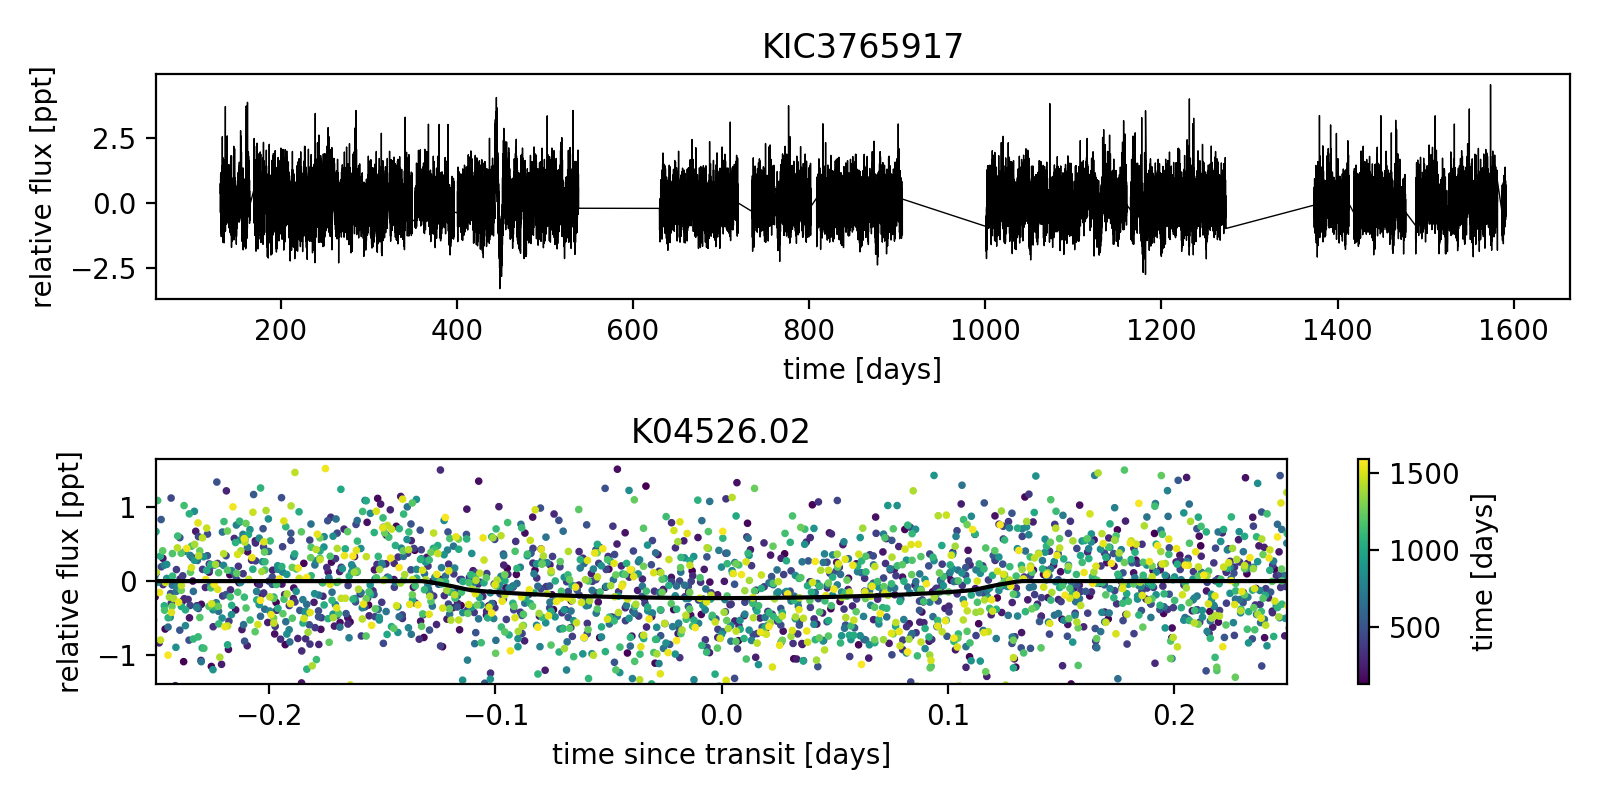 KIC3765917
relative flux [ppt]
2.5
0.0
−2.5
200 400 600 800 1000 1200 1400 1600
time [days]
K04526.02
relative flux [ppt]
1
0
−1
−0.2 −0.1 0.0 0.1 0.2
time since transit [days]
1500
1000
500
time [days]